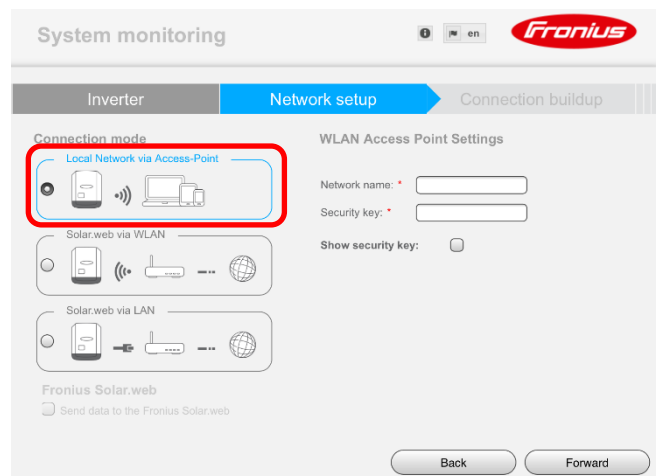 System monitoring
en
Fronius
Inverter
Network setup
Connection buildup
Connection mode
Local Network via Access-Point
Solar.web via WLAN
Solar.web via LAN
Fronius Solar.web
Send data to the Fronius Solar.web
WLAN Access Point Settings
Network name: *
Security key: *
Show security key:
Back
Forward